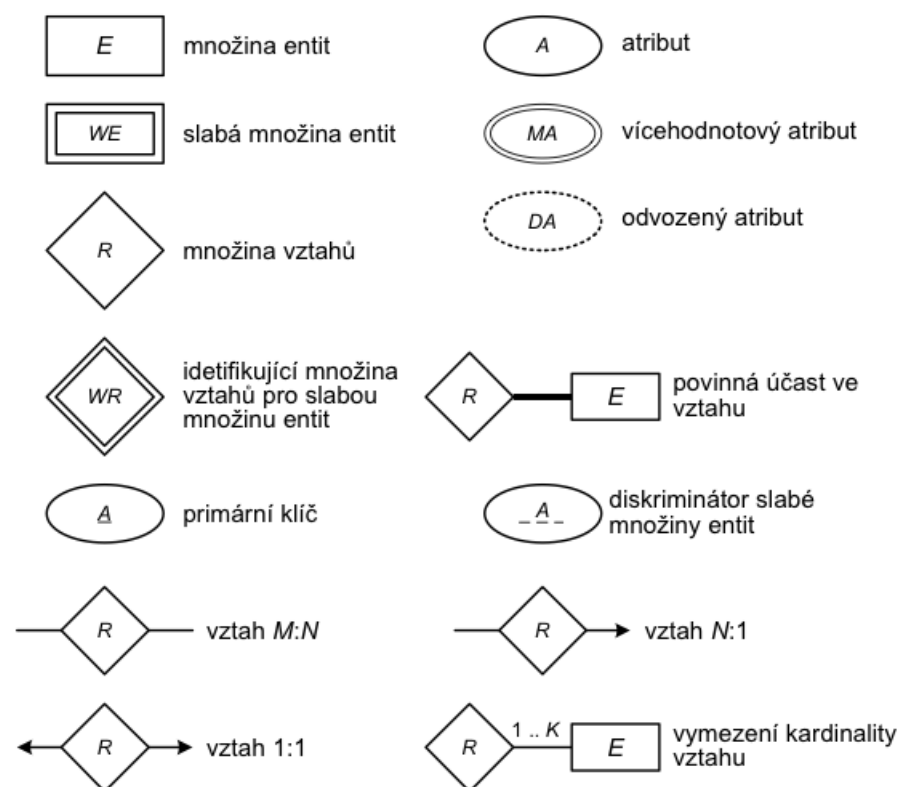 E
množina entit
A
atribut
WE
slabá množina entit
MA
vícehodnotový atribut
R
množina vztahů
DA
odvozený atribut
WR
idetifikující množina
vztahů pro slabou
množinu entit
R
E
povinná účast ve
vztahu
A
primární klíč
A
diskriminátor slabé
množiny entit
R
vztah M:N
R
vztah N:1
R
vztah 1:1
R
1 .. K
E
vymezení kardinality
vztahu